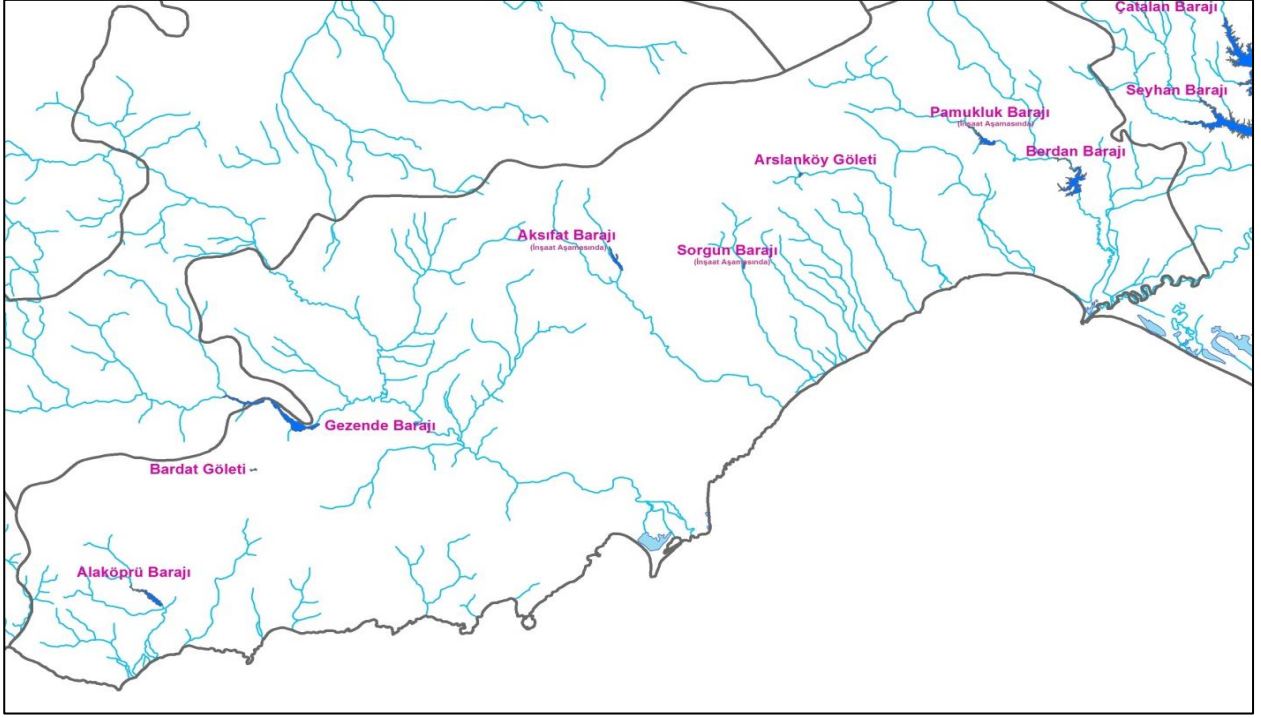 Çatalan Barajı
Seyhan Barajı
Pamukluk Barajı
(İnşaat Aşamasında)
Berdan Barajı
Arslanköy Göleti
Aksıfat Barajı
(İnşaat Aşamasında)
Sorgun Barajı
(İnşaat Aşamasında)
Gezende Barajı
Bardat Göleti
Alaköprü Barajı